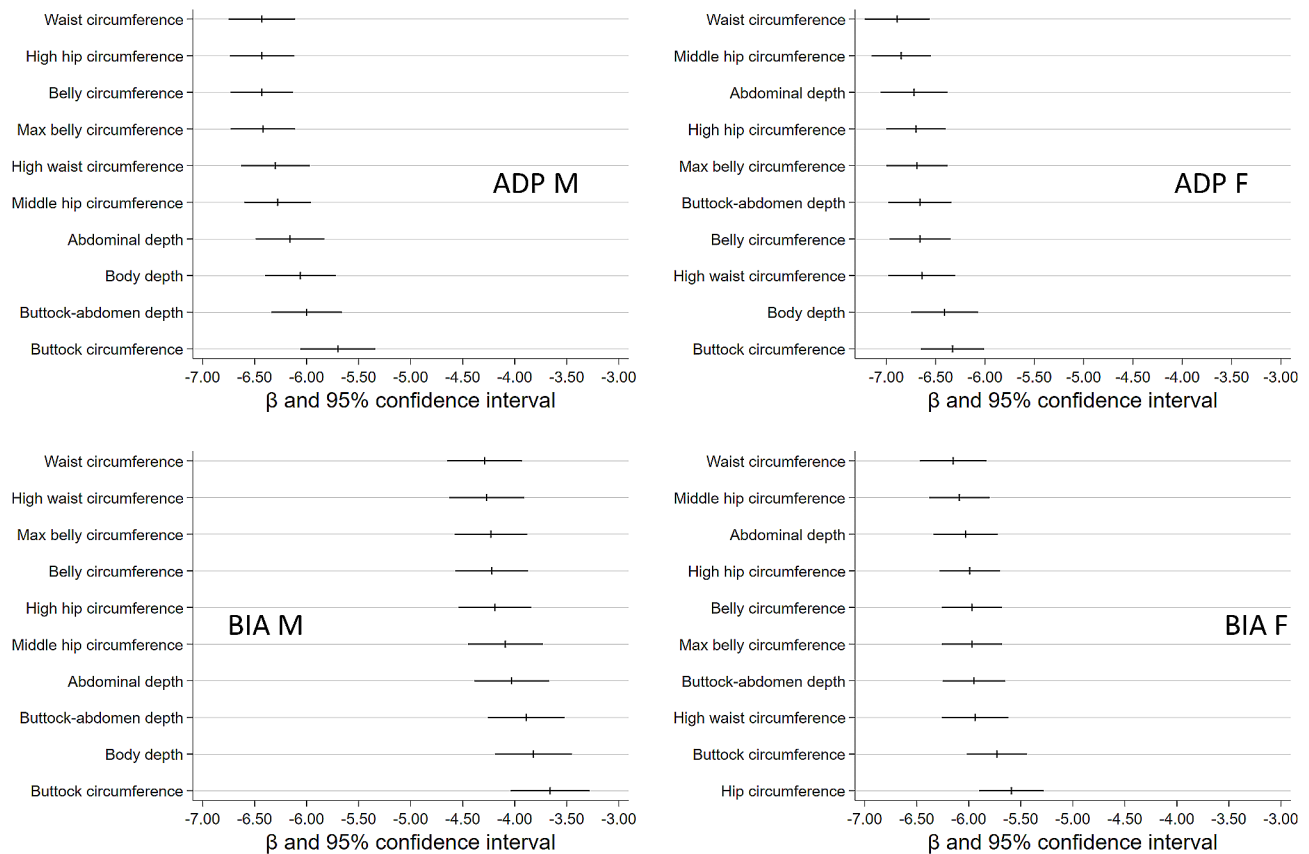 Waist circumference
High hip circumference
Belly circumference
Max belly circumference
High waist circumference
ADP M
Middle hip circumference
Abdominal depth
Body depth
Buttock-abdomen depth
Buttock circumference
-7.00 -6.50 -6.00 -5.50 -5.00 -4.50 -4.00 -3.50 -3.00
β and 95% confidence interval
Waist circumference
Middle hip circumference
Abdominal depth
High hip circumference
Max belly circumference
ADP F
Buttock-abdomen depth
Belly circumference
High waist circumference
Body depth
Buttock circumference
-7.00 -6.50 -6.00 -5.50 -5.00 -4.50 -4.00 -3.50 -3.00
β and 95% confidence interval
Waist circumference
High waist circumference
Max belly circumference
Belly circumference
High hip circumference
BIA M
Middle hip circumference
Abdominal depth
Buttock-abdomen depth
Body depth
Buttock circumference
-7.00 -6.50 -6.00 -5.50 -5.00 -4.50 -4.00 -3.50 -3.00
β and 95% confidence interval
Waist circumference
Middle hip circumference
Abdominal depth
High hip circumference
Belly circumference
BIA F
Max belly circumference
Buttock-abdomen depth
High waist circumference
Buttock circumference
Hip circumference
-7.00 -6.50 -6.00 -5.50 -5.00 -4.50 -4.00 -3.50 -3.00
β and 95% confidence interval